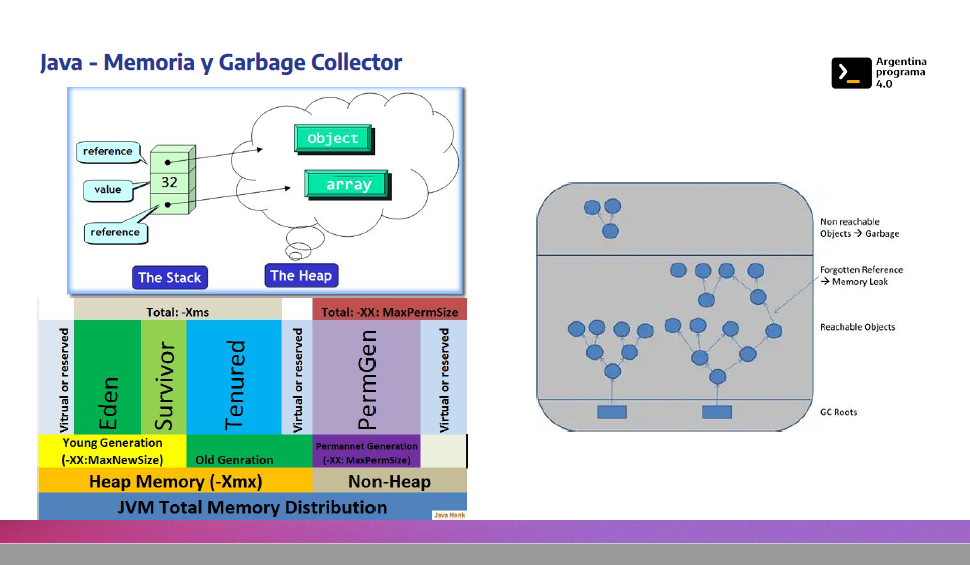 Java - Memoria y Garbage Collector
Argentina
programa
4.0
reference
value
reference
32
Object
array
The Stack
The Heap
Total: -Xms
Total: -XX: MaxPermSize
Vitrual or reserved
Eden
Survivor
Tenured
Virtual or reserved
PermGen
Virtual or reserved
Young Generation
(-XX:MaxNewSize)
Old Genration
Permannet Generation
(-XX: MaxPermSize)
Heap Memory (-Xmx)
Non-Heap
JVM Total Memory Distribution
Java Honk
Non reachable
Objects → Garbage
Forgotten Reference
→ Memory Leak
Reachable Objects
GC Roots